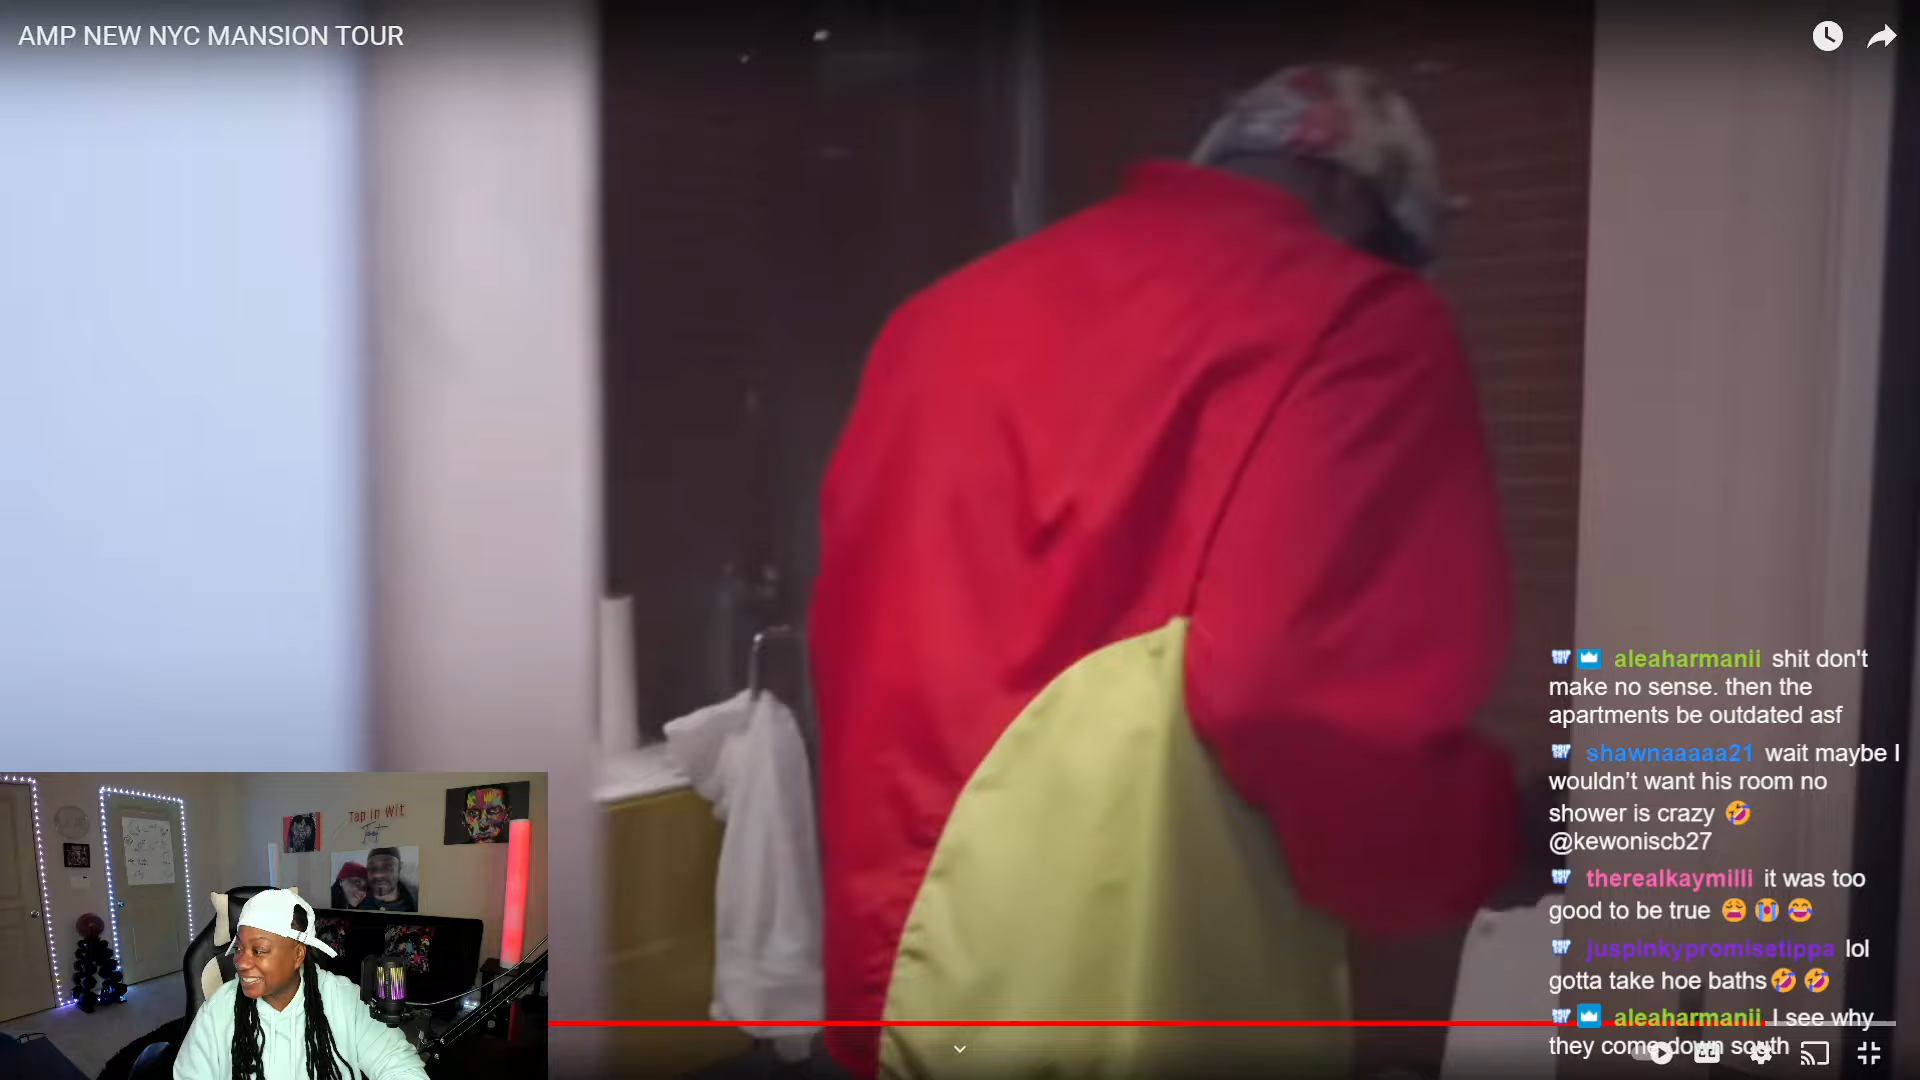 AMP NEW NYC MANSION TOUR
Tap in Wit
aleaharmanii shit don't
make no sense. then the
apartments be outdated asf
shawnaaaaa21 wait maybe I
wouldn’t want his room no
shower is crazy 🤣
@kewoniscb27
therealkaymilli it was too
good to be true 😩 😭 😂
juspinkypromisetippa lol
gotta take hoe baths🤣 🤣
aleaharmanii I see why
they come down south
CC